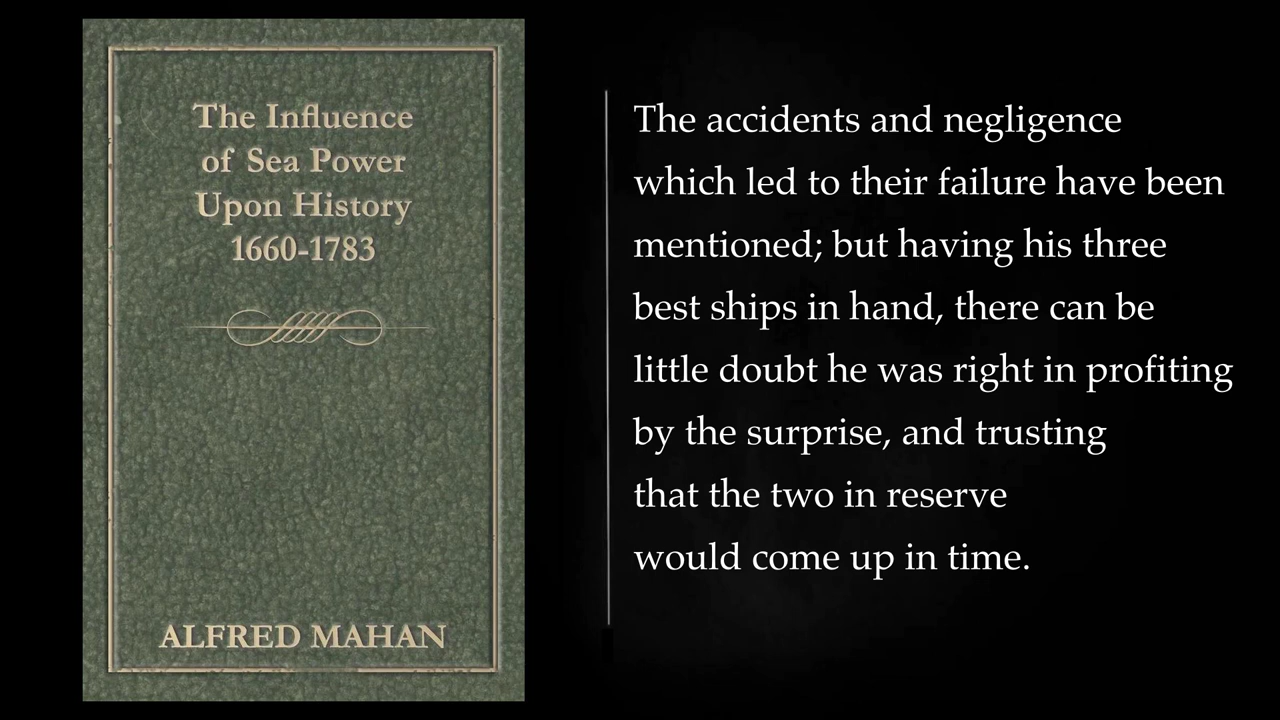 The Influence
of Sea Power
Upon History
1660-1783
ALFRED MAHAN
The accidents and negligence
which led to their failure have been
mentioned; but having his three
best ships in hand, there can be
little doubt he was right in profiting
by the surprise, and trusting
that the two in reserve
would come up in time.